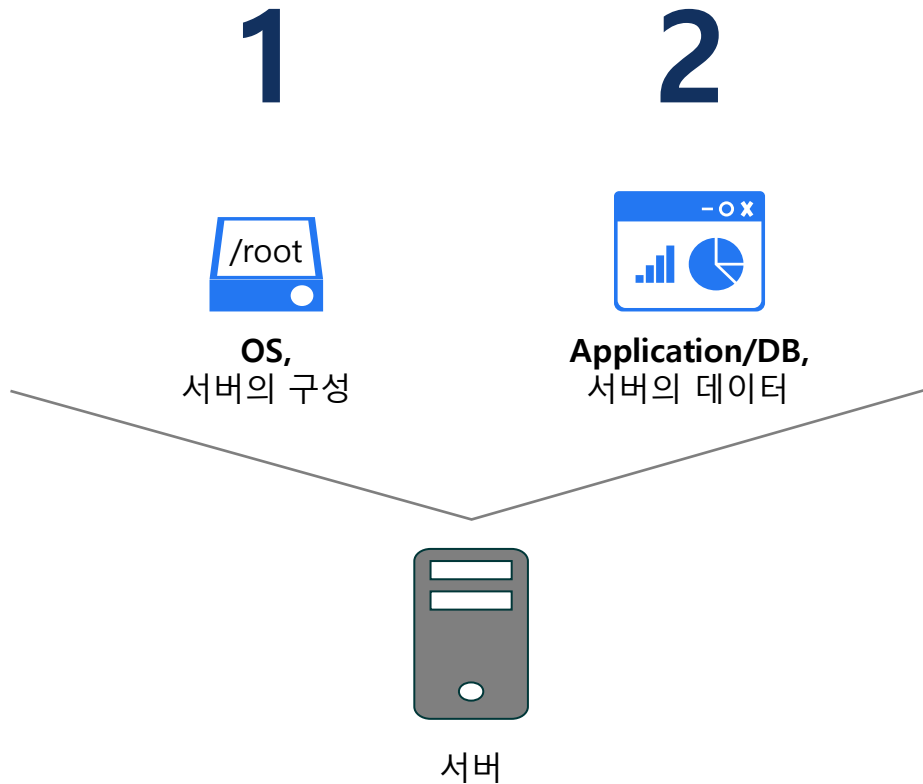 1
2
/root
OS,
서버의 구성
Application/DB,
서버의 데이터
서버